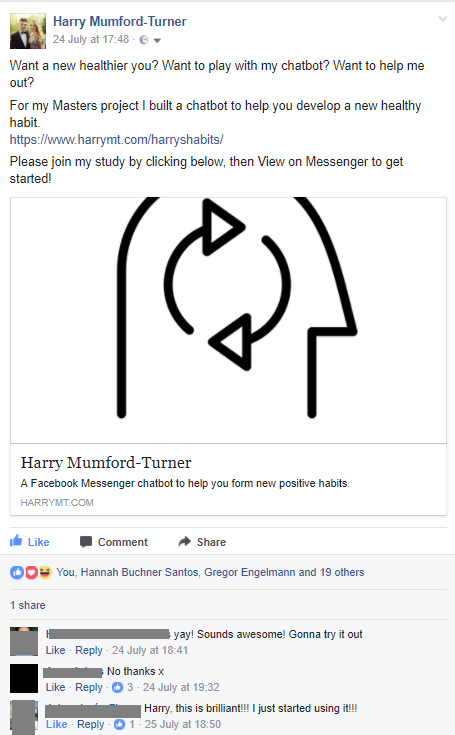 Harry Mumford-Turner
24 July at 17:48 ·
Want a new healthier you? Want to play with my chatbot? Want to help me
out?
For my Masters project I built a chatbot to help you develop a new healthy
habit.
https://www.harrymt.com/harryshabits/
Please join my study by clicking below, then View on Messenger to get
started!
Harry Mumford-Turner
A Facebook Messenger chatbot to help you form new positive habits.
HARRYMT.COM
Like Comment Share
You, Hannah Buchner Santos, Gregor Engelmann and 19 others
1 share
yay! Sounds awesome! Gonna try it out
Like · Reply · 24 July at 18:41
No thanks x
Like · Reply · 3 · 24 July at 19:32
Harry, this is brilliant!!! I just started using it!!!
Like · Reply · 1 · 25 July at 18:50